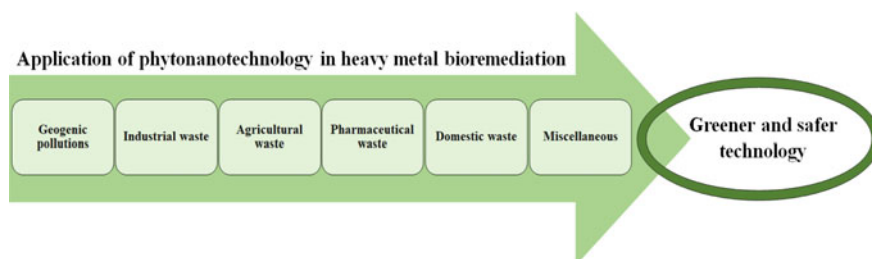 Application of phytonanotechnology in heavy metal bioremediation
Geogenic
pollutions
Industrial waste
Agricultural
waste
Pharmaceutical
waste
Domestic waste
Miscellaneous
Greener and safer
technology